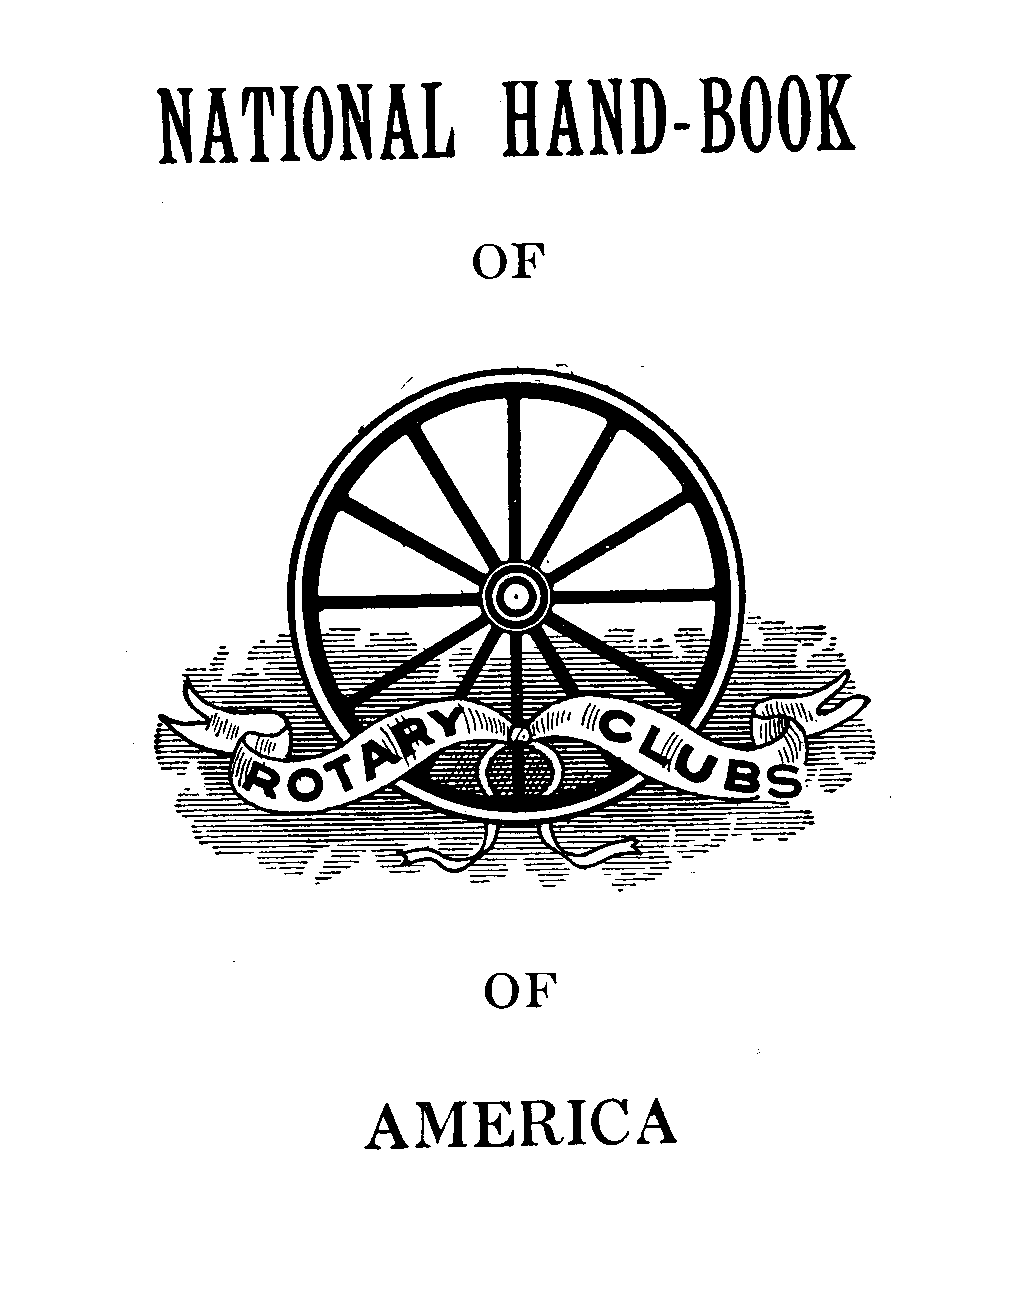 NATIONAL HAND-BOOK
OF
ROTARY CLUBS
OF
AMERICA